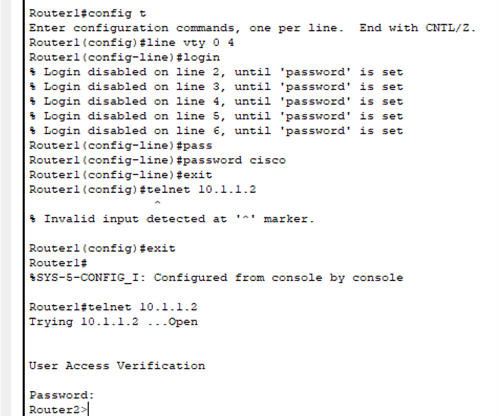 Router1#config t
Enter configuration commands, one per line.  End with CNTL/Z.
Router1(config)#line vty 0 4
Router1(config-line)#login
% Login disabled on line 2, until 'password' is set
% Login disabled on line 3, until 'password' is set
% Login disabled on line 4, until 'password' is set
% Login disabled on line 5, until 'password' is set
% Login disabled on line 6, until 'password' is set
Router1(config-line)#pass
Router1(config-line)#password cisco
Router1(config-line)#exit
Router1(config)#telnet 10.1.1.2
^
% Invalid input detected at '^' marker.
Router1(config)#exit
Router1#
%SYS-5-CONFIG_I: Configured from console by console
Router1#telnet 10.1.1.2
Trying 10.1.1.2 ...Open
User Access Verification
Password:
Router2>